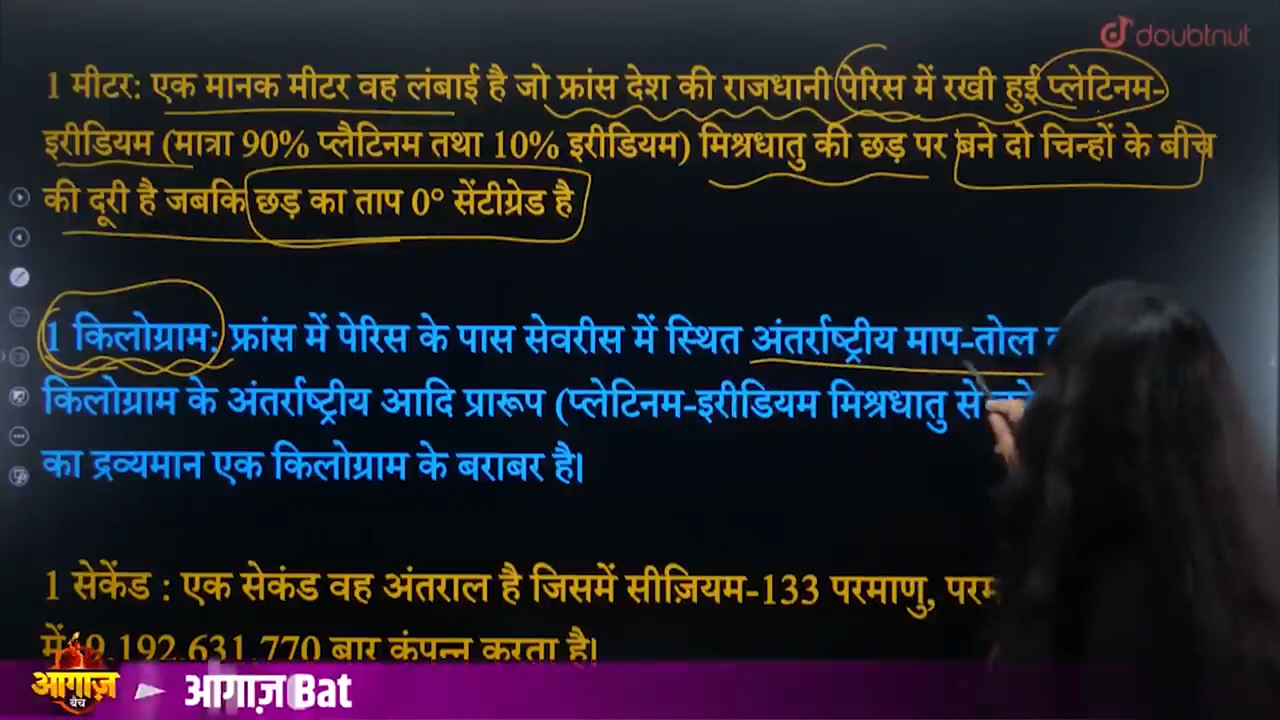 doubtnut
1 मीटर: एक मानक मीटर वह लंबाई है जो फ्रांस देश की राजधानी पेरिस में रखी हुई प्लेटिनम-
इरीडियम (मात्रा 90% प्लैटिनम तथा 10% इरीडियम) मिश्रधातु की छड़ पर बने दो चिन्हों के बीच
की दूरी है जबकि छड़ का ताप 0° सेंटीग्रेड है
1 किलोग्राम: फ्रांस में पेरिस के पास सेवरीस में स्थित अंतर्राष्ट्रीय माप-तोल
किलोग्राम के अंतर्राष्ट्रीय आदि प्रारूप (प्लेटिनम-इरीडियम मिश्रधातु से
का द्रव्यमान एक किलोग्राम के बराबर है।
1 सेकेंड : एक सेकंड वह अंतराल है जिसमें सीज़ियम-133 परमाणु,
में 9,192,631,770 बार कंपन्न करता है।
आगाज़ बैच आगाज़ Bat